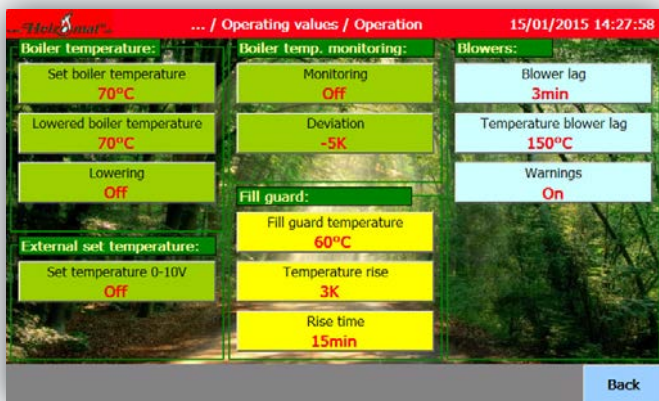 Holzomat
... / Operating values / Operation
15/01/2015 14:27:58
Boiler temperature:
Set boiler temperature
70°C
Lowered boiler temperature
70°C
Lowering
Off
External set temperature:
Set temperature 0-10V
Off
Boiler temp. monitoring:
Monitoring
Off
Deviation
-5K
Fill guard:
Fill guard temperature
60°C
Temperature rise
3K
Rise time
15min
Blowers:
Blower lag
3min
Temperature blower lag
150°C
Warnings
On
Back